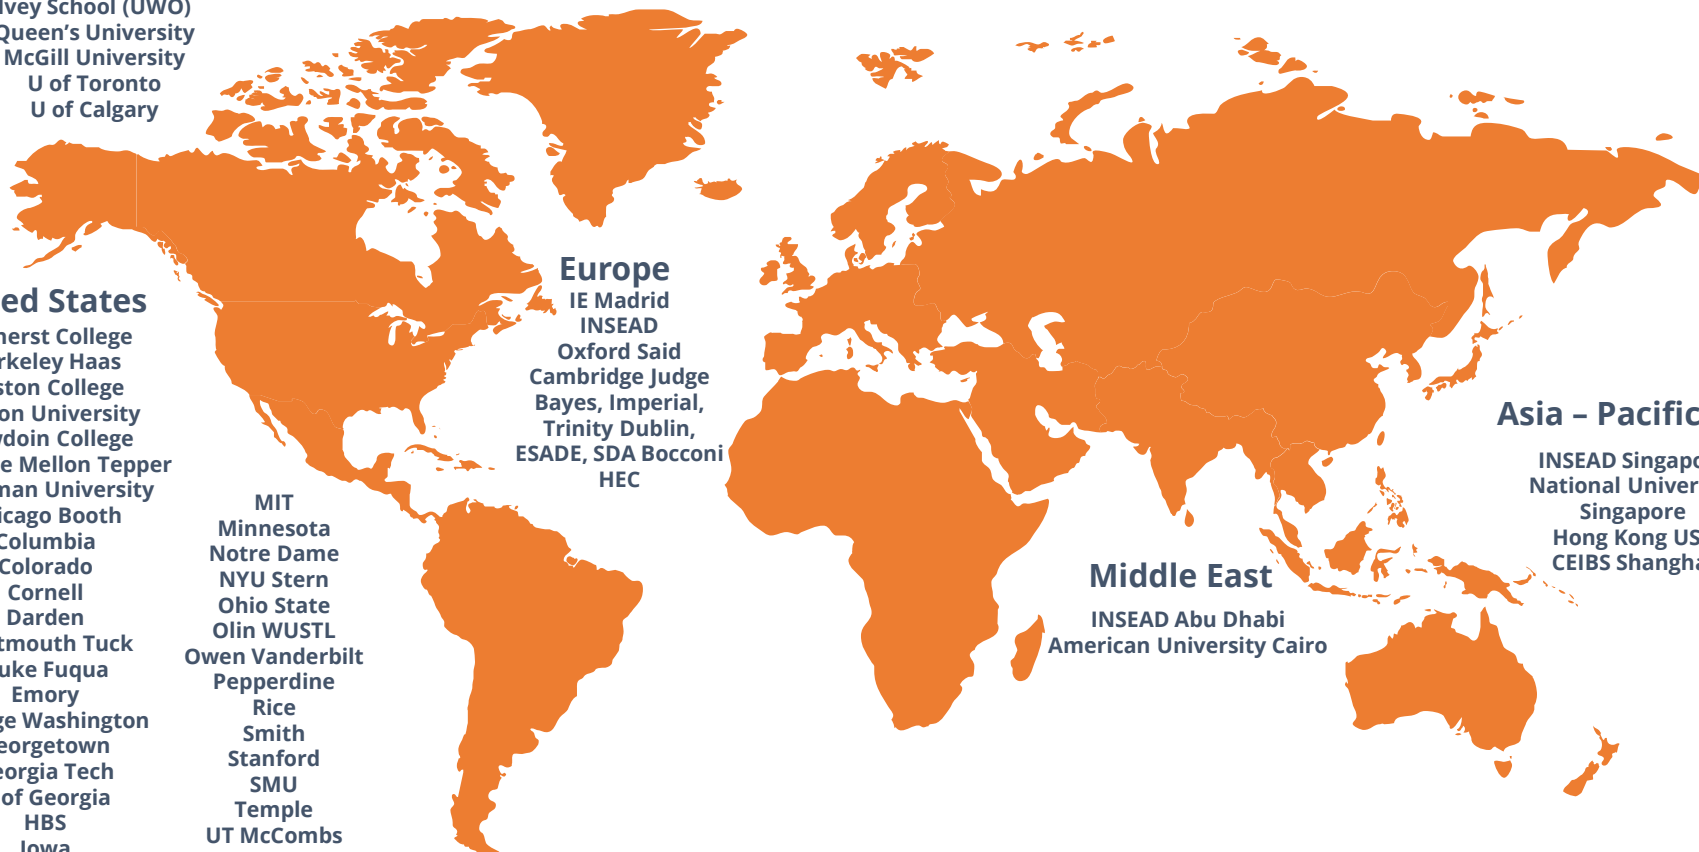 lvey School (UWO)
Queen's University
McGill University
U of Toronto
U of Calgary
ed States
herst College
rkeley Haas
ston College
on University
wdoin College
e Mellon Tepper
man University
icago Booth
Columbia
Colorado
Cornell
Darden
tmouth Tuck
uke Fuqua
Emory
ge Washington
eorgetown
eorgia Tech
of Georgia
HBS
Iowa
MIT
Minnesota
Notre Dame
NYU Stern
Ohio State
Olin WUSTL
Owen Vanderbilt
Pepperdine
Rice
Smith
Stanford
SMU
Temple
UT McCombs
Europe
IE Madrid
INSEAD
Oxford Said
Cambridge Judge
Bayes, Imperial,
Trinity Dublin,
ESADE, SDA Bocconi
HEC
Middle East
INSEAD Abu Dhabi
American University Cairo
Asia – Pacific
INSEAD Singapo
National Univer
Singapore
Hong Kong US
CEIBS Shangha